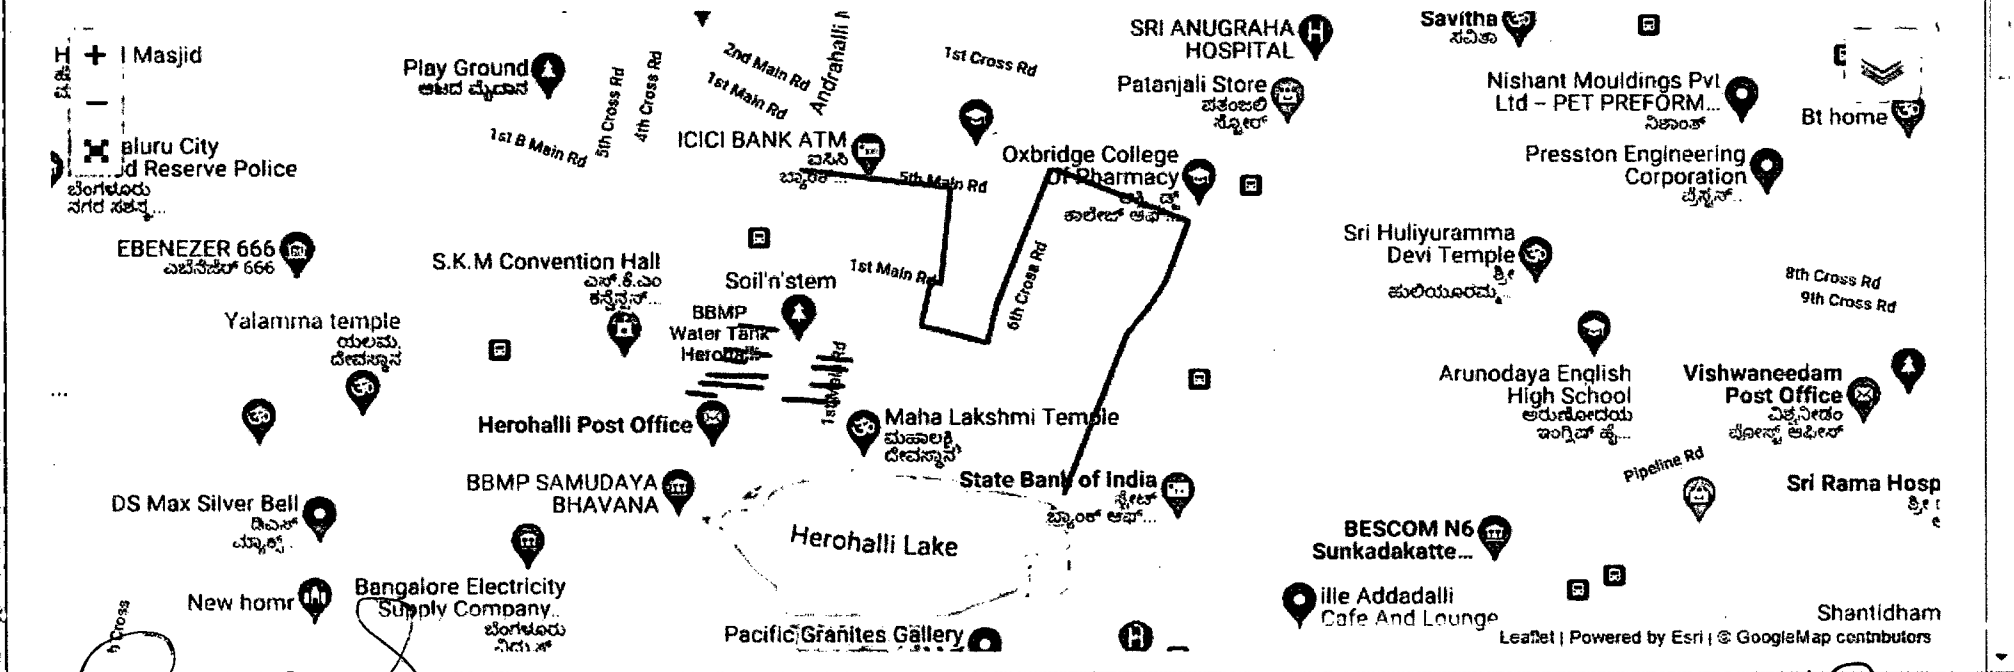 Masjid
aluru City
d Reserve Police
ಬೆಂಗಳೂರು
ನಗರ ಸಶಸ್ತ್ರ...
Play Ground
ಆಟದ ಮೈದಾನ
2nd Main Rd
1st Main Rd
5th Cross Rd
4th Cross Rd
1st B Main Rd
Andrahalli M
1st Cross Rd
SRI ANUGRAHA
HOSPITAL
Savitha
ಸವಿತಾ
Patanjali Store
ಪತಂಜಲಿ
ಸ್ಟೋರ್
Nishant Mouldings Pvt
Ltd – PET PREFORM...
ನಿಶಾಂತ್
Bt home
ICICI BANK ATM
ಐಸಿಸಿ
5th Main Rd
Oxbridge College
Of Pharmacy
ಕಾಲೇಜ್ ಆಫ್...
Presston Engineering
Corporation
ಪ್ರೆಸ್ಟನ್..
EBENEZER 666
ಎಬೆನೆಜೆರ್ 666
S.K.M Convention Hall
ಎಸ್.ಕೆ.ಎಂ
ಕನ್ವೆನ್ಷನ್...
Soil'n'stem
1st Main Rd
6th Cross Rd
Sri Huliyuramma
Devi Temple
ಶ್ರೀ
ಹುಲಿಯೂರಮ್ಮ...
8th Cross Rd
9th Cross Rd
Yalamma temple
ಯಲಮ್ಮ
ದೇವಸ್ಥಾನ
BBMP
Water Tank
1st Main Rd
Arunodaya English
High School
ಅರುಣೋದಯ
ಇಂಗ್ಲಿಷ್ ಹೈ...
Vishwaneedam
Post Office
ವಿಶ್ವನೀಡಂ
ಪೋಸ್ಟ್ ಆಫೀಸ್
...
Herohalli Post Office
Maha Lakshmi Temple
ಮಹಾಲಕ್ಷ್ಮಿ
ದೇವಸ್ಥಾನ
BBMP SAMUDAYA
BHAVANA
State Bank of India
ಸ್ಟೇಟ್
ಬ್ಯಾಂಕ್ ಆಫ್...
Pipeline Rd
Sri Rama Hosp
DS Max Silver Bell
ಡಿಎಸ್
ಮ್ಯಾಕ್ಸ್..
Herohalli Lake
BESCOM N6
Sunkadakatte...
New homr
Bangalore Electricity
Supply Company..
ಬೆಂಗಳೂರು
ille Addadalli
Cafe And Lounge
Shantidham
Pacific Granites Gallery
Leaflet | Powered by Esri | © GoogleMap contributors